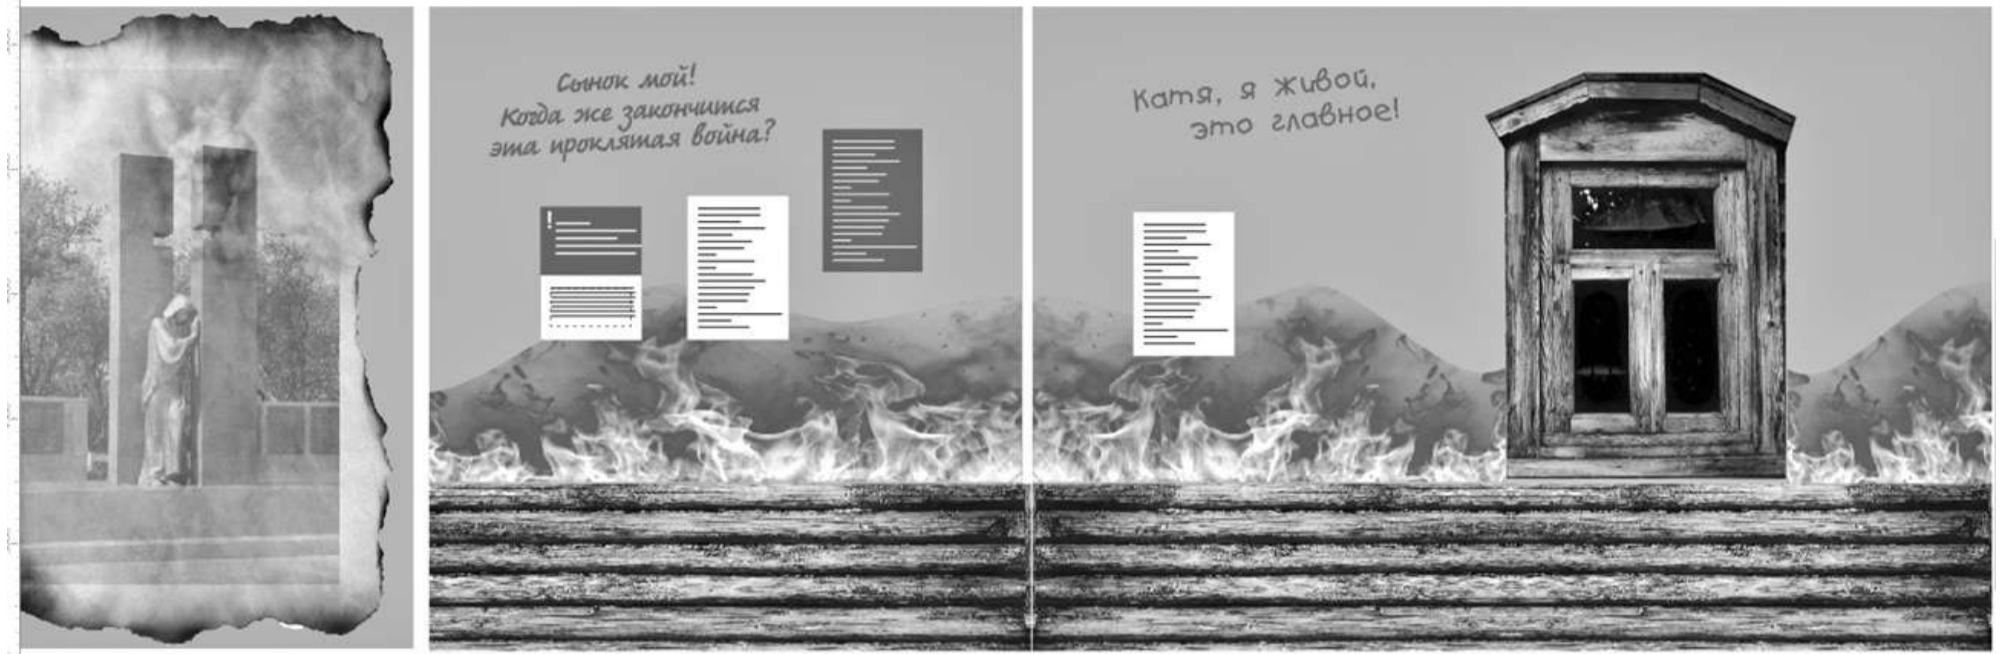 Сынок мой!
Когда же закончится
эта проклятая война?
!
Катя, я живой,
это главное!